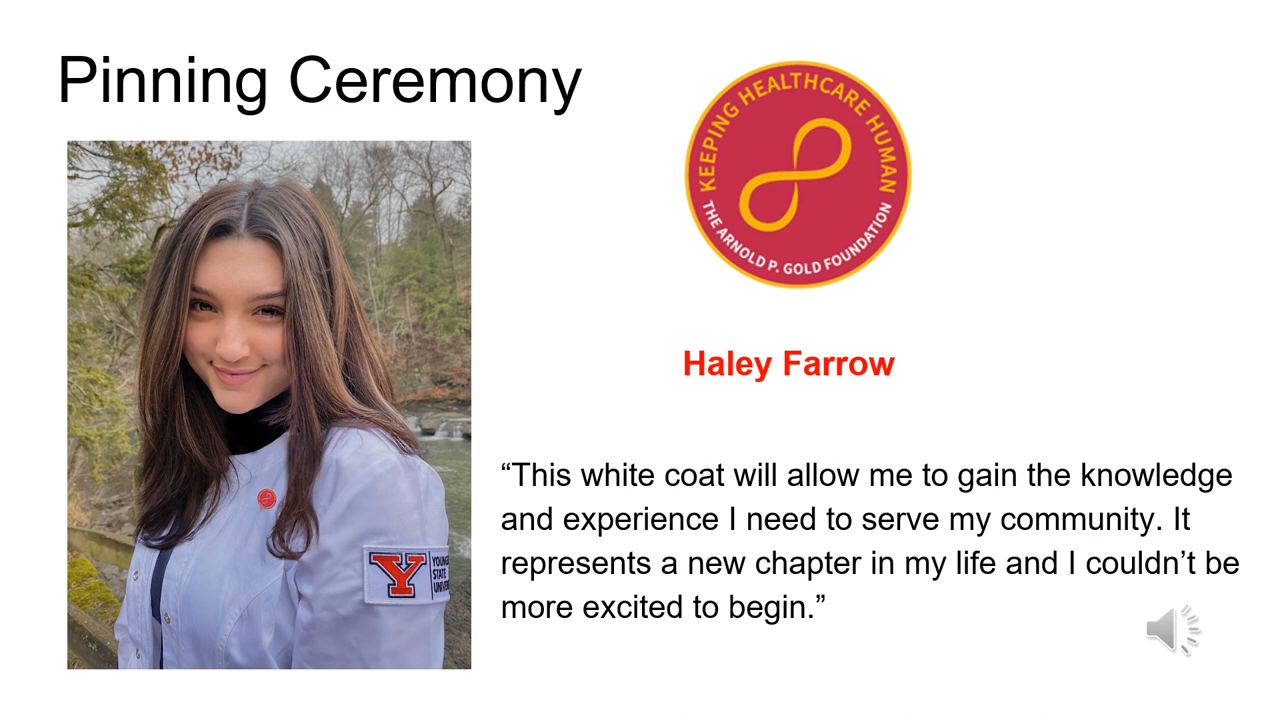 Pinning Ceremony
KEEPING HEALTHCARE HUMAN
THE ARNOLD P. GOLD FOUNDATION
Haley Farrow
“This white coat will allow me to gain the knowledge
and experience I need to serve my community. It
represents a new chapter in my life and I couldn’t be
more excited to begin.”
Y
STATE